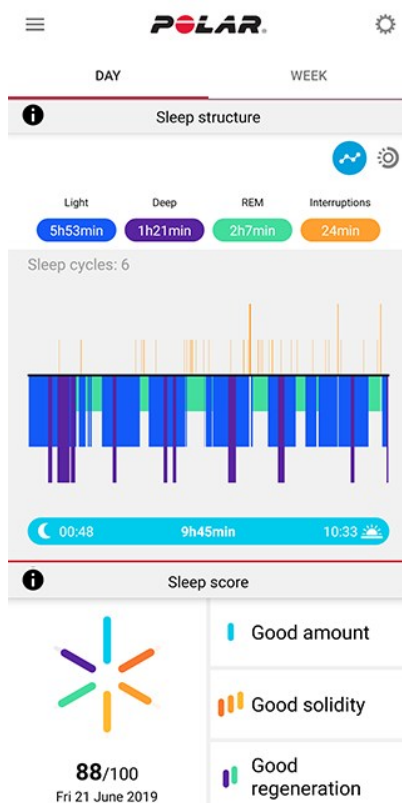 POLAR.
DAY WEEK
Sleep structure
Light Deep REM Interruptions
5h53min 1h21min 2h7min 24min
Sleep cycles: 6
00:48 9h45min 10:33
Sleep score
Good amount
Good solidity
88/100
Fri 21 June 2019
Good
regeneration